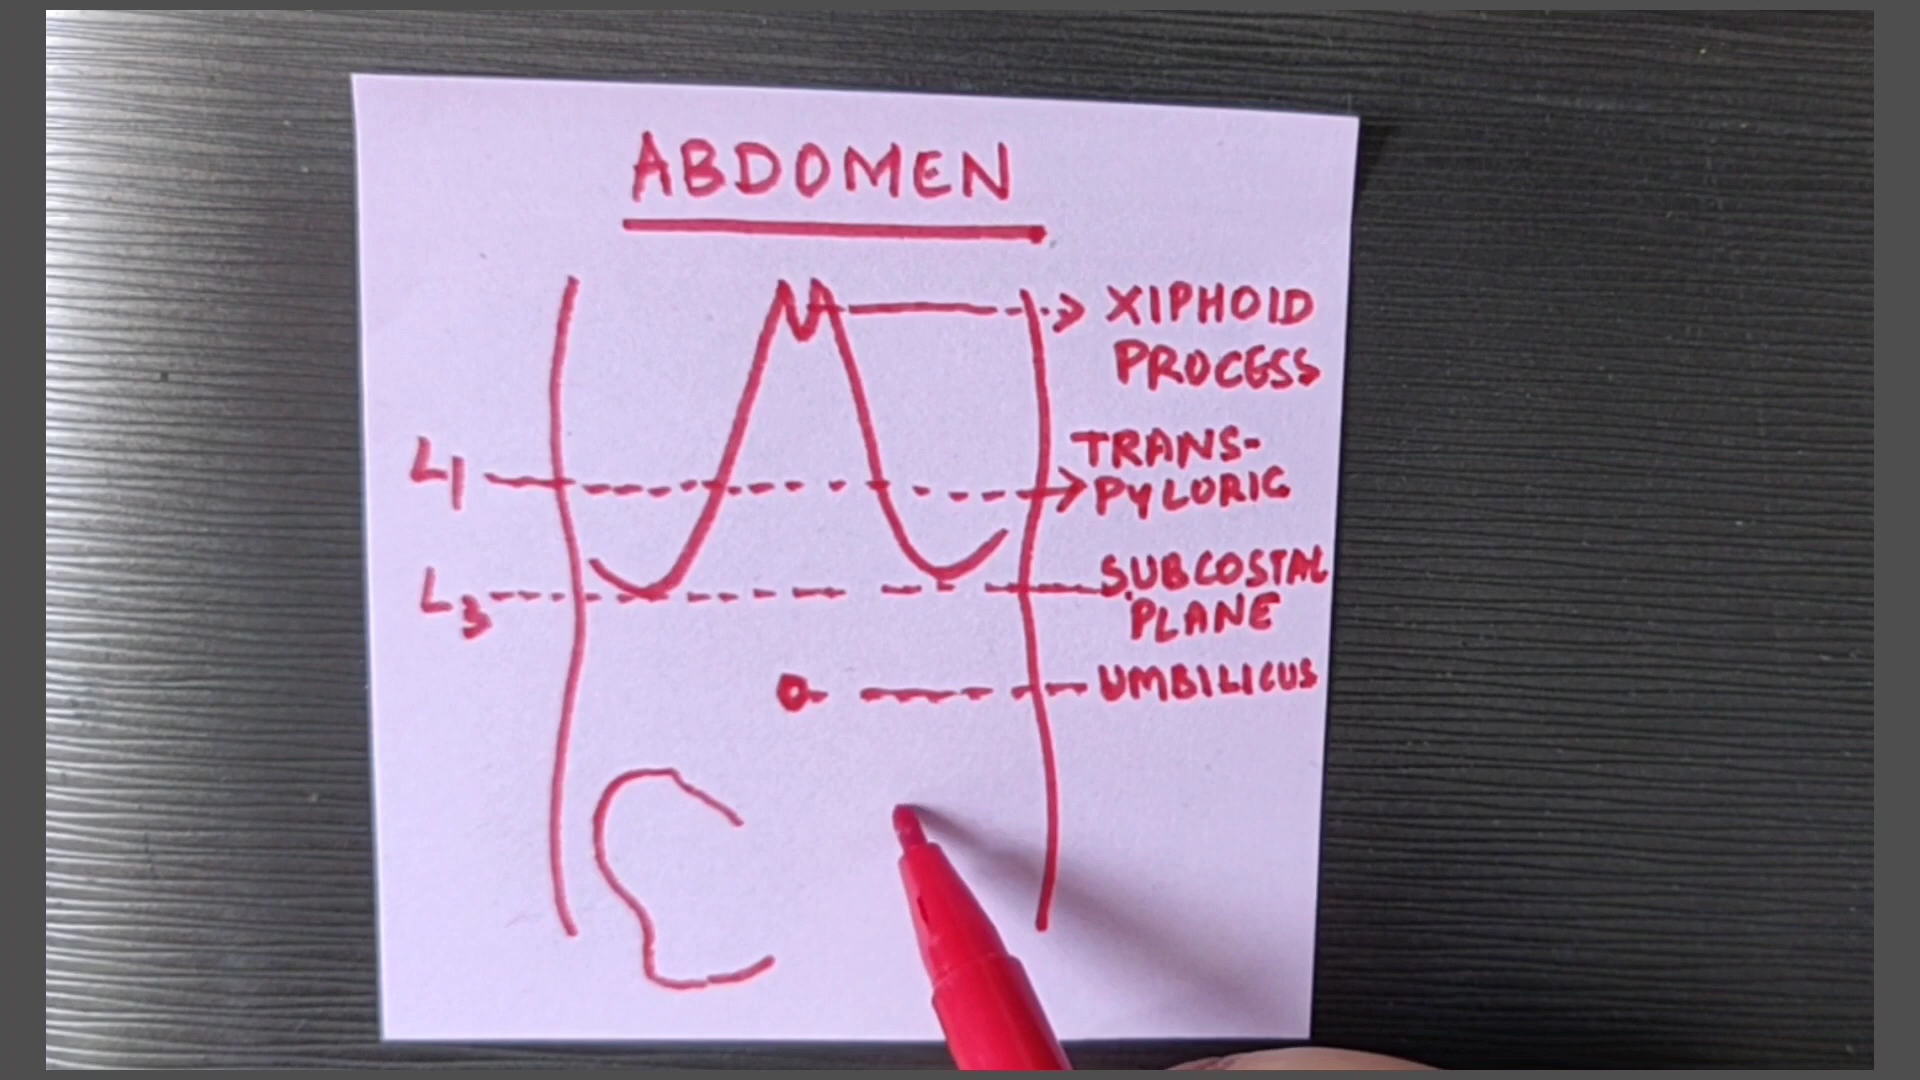 ABDOMEN
XIPHOID
PROCESS
TRANS-
L1
PYLORIC
SUBCOSTAL
L3
PLANE
UMBILICUS